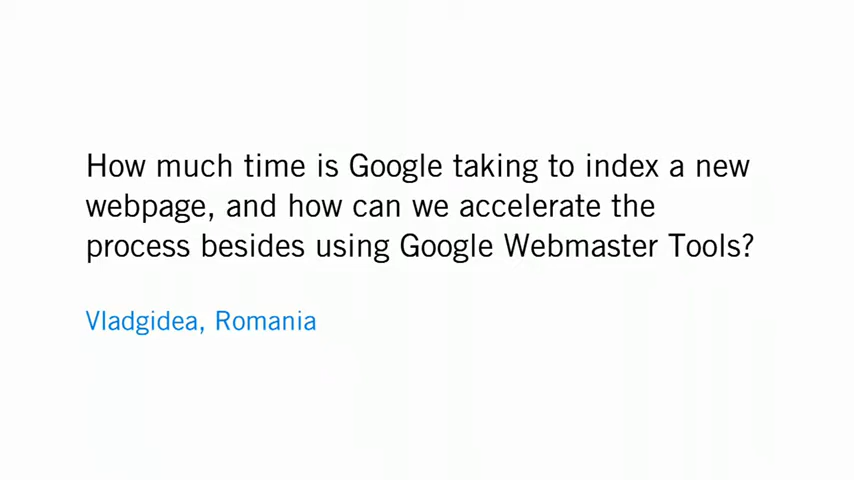 How much time is Google taking to index a new
webpage, and how can we accelerate the
process besides using Google Webmaster Tools?
Vladgidea, Romania